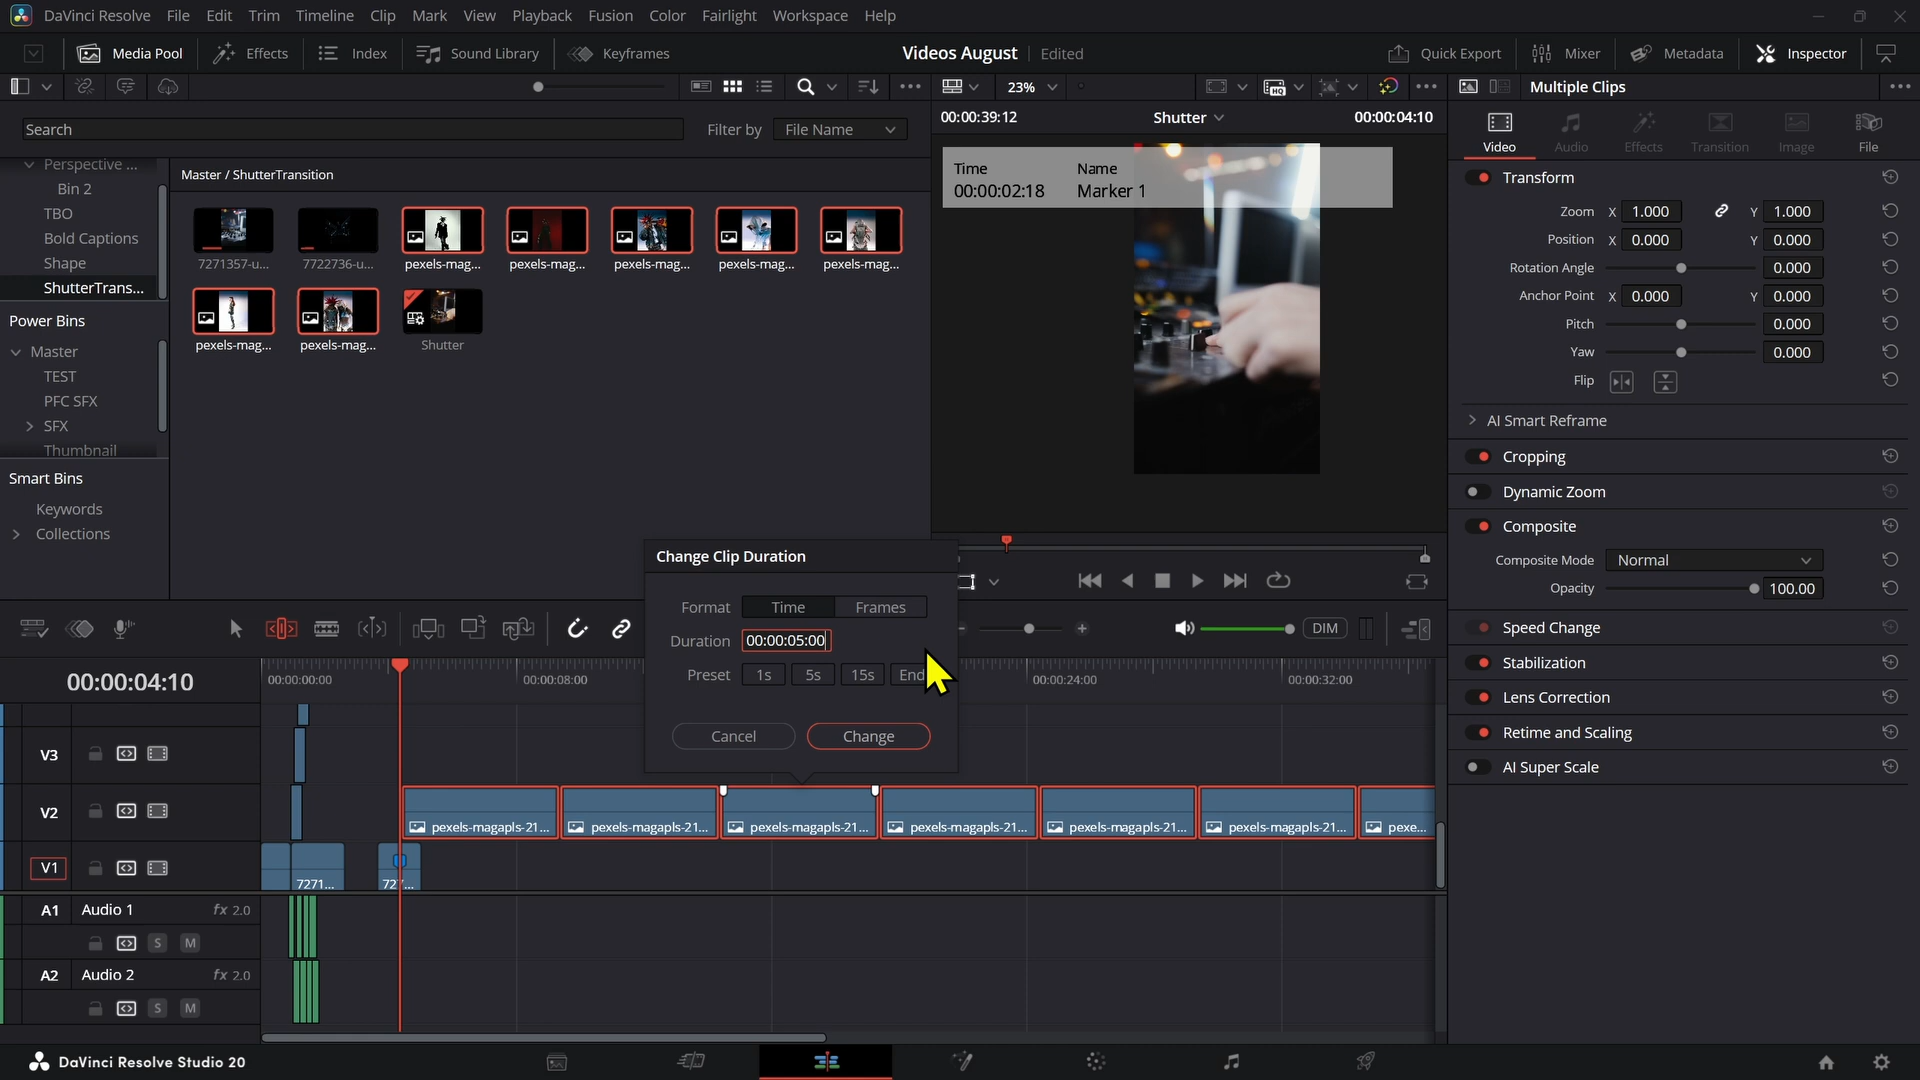 DaVinci Resolve File Edit Trim Timeline Clip Mark View Playback Fusion Color Fairlight Workspace Help
Media Pool Effects Index Sound Library Keyframes Videos August Edited Quick Export Mixer Metadata Inspector
23% Multiple Clips
00:00:39:12 Shutter 00:00:04:10
Search Filter by File Name
Video Audio Effects Transition Image File
Perspective ...
Bin 2
TBO
Bold Captions
Shape
ShutterTrans...
Power Bins
Master
TEST
PFC SFX
SFX
Thumbnail
Smart Bins
Keywords
Collections
Master / ShutterTransition
7271357-u... 7722736-u... pexels-mag... pexels-mag... pexels-mag... pexels-mag... pexels-mag...
pexels-mag... pexels-mag... Shutter
Time Name
00:00:02:18 Marker 1
Transform
Zoom X 1.000 Y 1.000
Position X 0.000 Y 0.000
Rotation Angle 0.000
Anchor Point X 0.000 Y 0.000
Pitch 0.000
Yaw 0.000
Flip
AI Smart Reframe
Cropping
Dynamic Zoom
Composite
Composite Mode Normal
Opacity 100.00
Speed Change
Stabilization
Lens Correction
Retime and Scaling
AI Super Scale
Change Clip Duration
Format Time Frames
Duration 00:00:05:00
Preset 1s 5s 15s End
Cancel Change
DIM
00:00:04:10 00:00:00:00 00:00:08:00 00:00:24:00 00:00:32:00
V3
V2 pexels-magapls-21... pexels-magapls-21... pexels-magapls-21... pexels-magapls-21... pexels-magapls-21... pexels-magapls-21... pexe...
V1 7271... 727...
A1 Audio 1 fx 2.0
S M
A2 Audio 2 fx 2.0
S M
DaVinci Resolve Studio 20